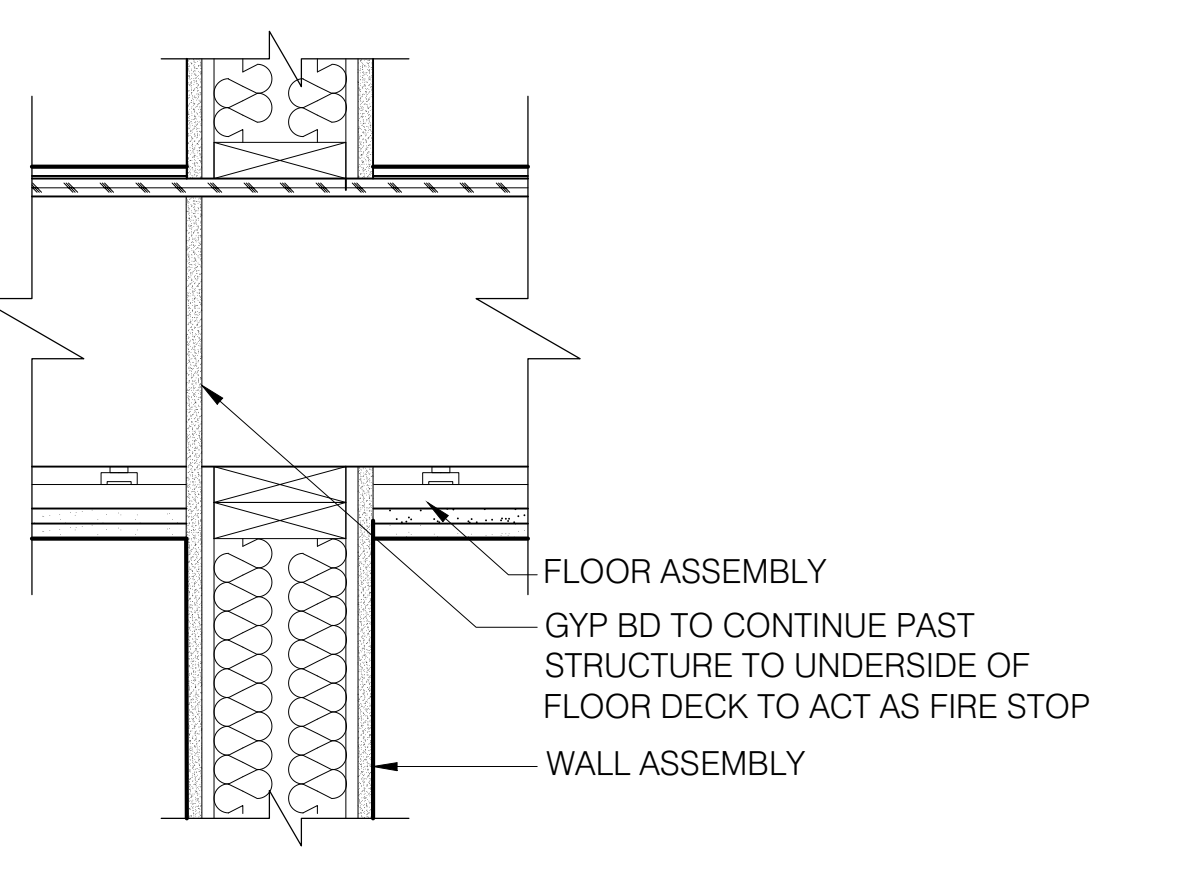 FLOOR ASSEMBLY
GYP BD TO CONTINUE PAST
STRUCTURE TO UNDERSIDE OF
FLOOR DECK TO ACT AS FIRE STOP
WALL ASSEMBLY